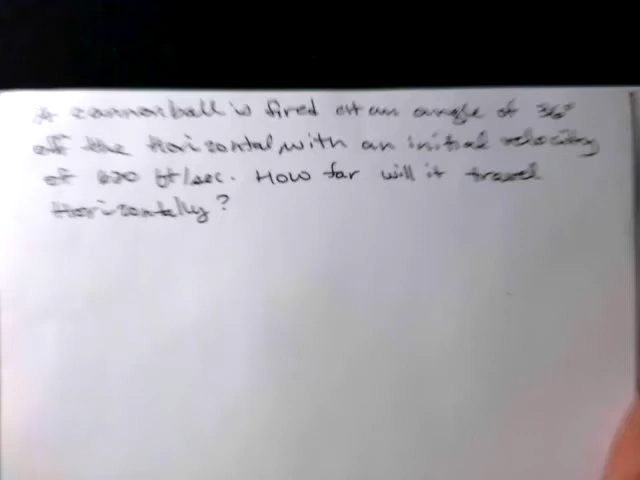 A cannonball is fired at an angle of 36°
off the Horizontal, with an initial velocity
of 620 ft/sec. How far will it travel
Horizontally?